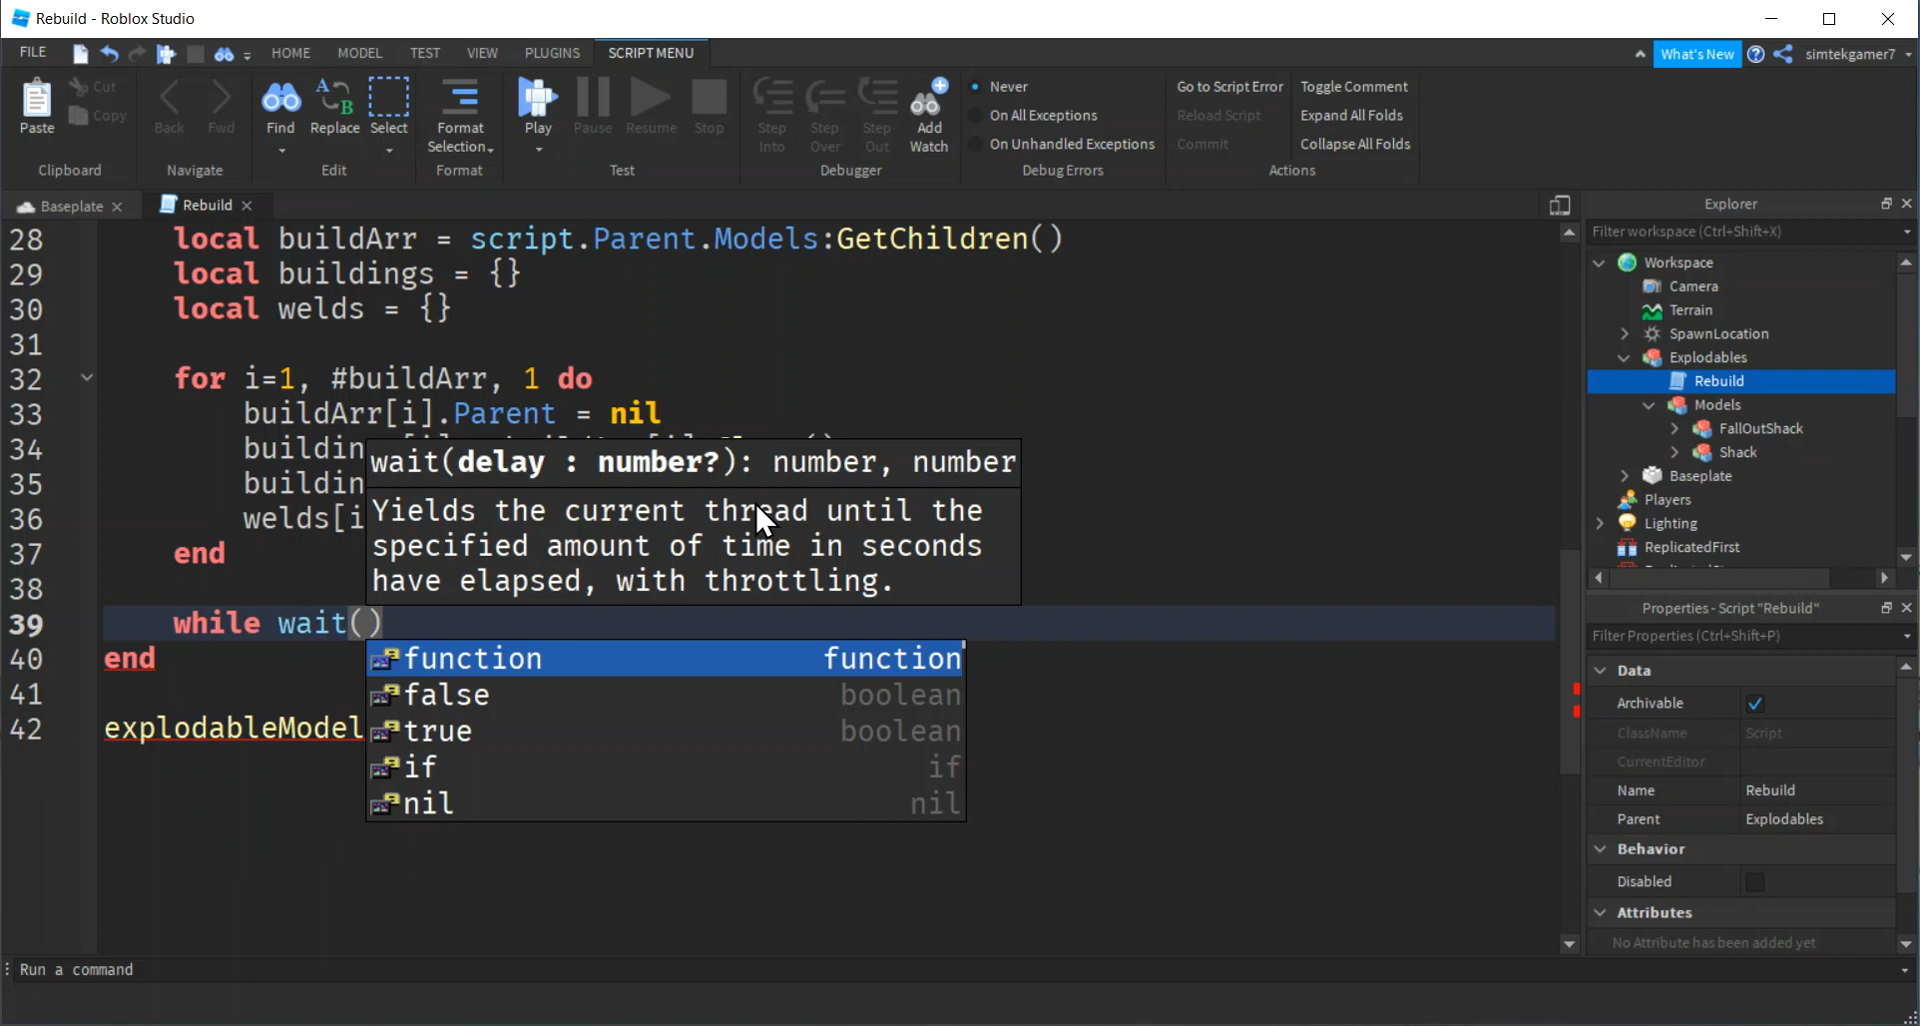 Rebuild - Roblox Studio
FILE HOME MODEL TEST VIEW PLUGINS SCRIPT MENU What's New simtekgamer7
Paste Cut Copy
Clipboard
Back Fwd
Navigate
Find Replace Select
Edit
Format Selection
Format
Play Pause Resume Stop
Test
Step Into Step Over Step Out Add Watch
Debugger
Never
On All Exceptions
On Unhandled Exceptions
Debug Errors
Go to Script Error
Reload Script
Commit
Toggle Comment
Expand All Folds
Collapse All Folds
Actions
Baseplate Rebuild
28 local buildArr = script.Parent.Models:GetChildren()
29 local buildings = {}
30 local welds = {}
31
32 for i=1, #buildArr, 1 do
33 buildArr[i].Parent = nil
34 buildin
35 buildin
36 welds[i
37 end
38
39 while wait()
40 end
41
42 explodableModel
wait(delay : number?): number, number
Yields the current thread until the
specified amount of time in seconds
have elapsed, with throttling.
function function
false boolean
true boolean
if if
nil nil
Explorer
Filter workspace (Ctrl+Shift+X)
Workspace
Camera
Terrain
SpawnLocation
Explodables
Rebuild
Models
FallOutShack
Shack
Baseplate
Players
Lighting
ReplicatedFirst
Properties - Script "Rebuild"
Filter Properties (Ctrl+Shift+P)
Data
Archivable
ClassName Script
CurrentEditor
Name Rebuild
Parent Explodables
Behavior
Disabled
Attributes
No Attribute has been added yet
Run a command